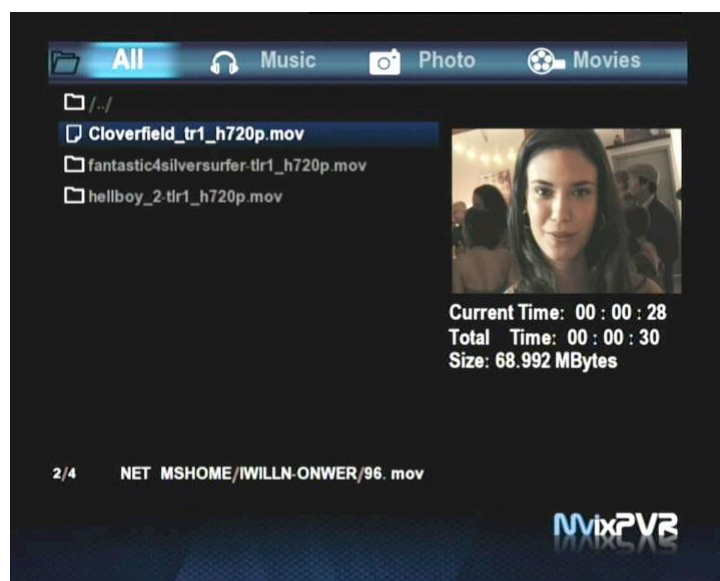 All Music Photo Movies
/../
Cloverfield_tr1_h720p.mov
fantastic4silversurfer-tlr1_h720p.mov
hellboy_2-tlr1_h720p.mov
Current Time: 00 : 00 : 28
Total Time: 00 : 00 : 30
Size: 68.992 MBytes
2/4 NET MSHOME/IWILLN-ONWER/96. mov
MvixPVR